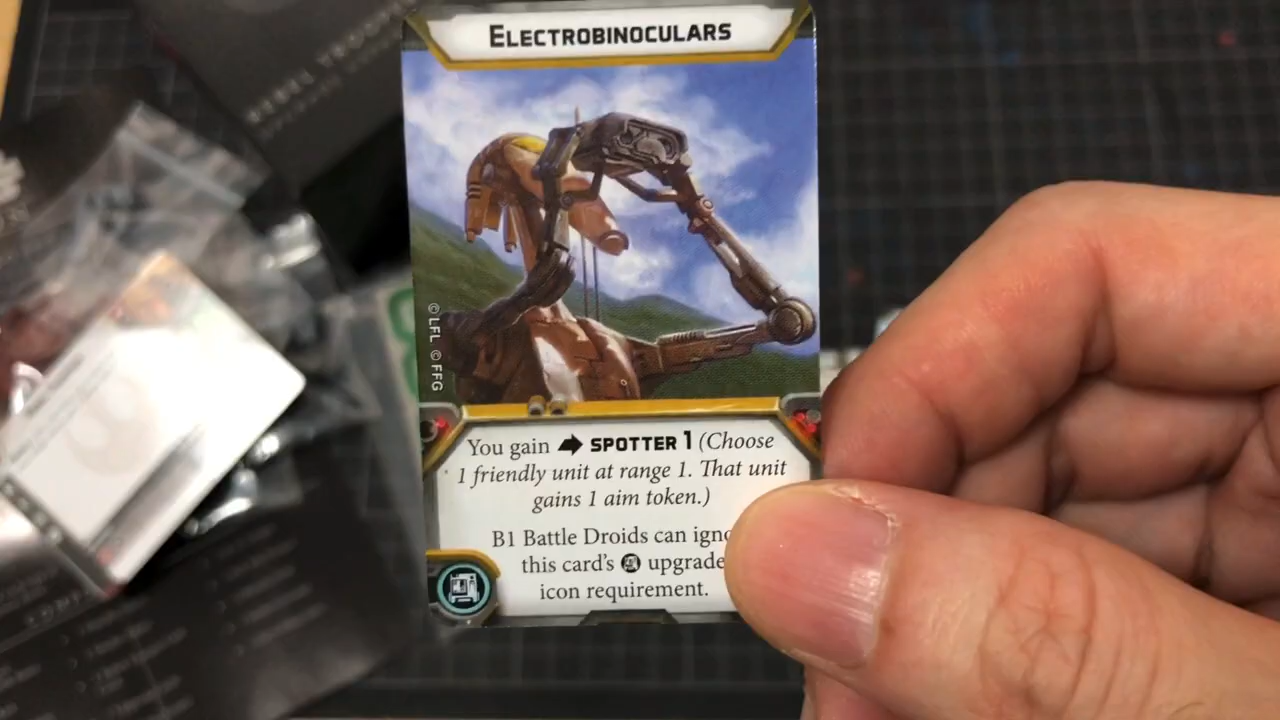 ELECTROBINOCULARS
©LFL ©FFG
You gain SPOTTER 1 (Choose
1 friendly unit at range 1. That unit
gains 1 aim token.)
B1 Battle Droids can
this card's upgrade
icon requirement.